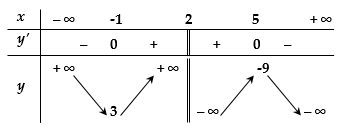 x − ∞ -1 2 5 + ∞
y' − 0 + + 0 −
+ ∞ + ∞ -9
y
3 − ∞ − ∞